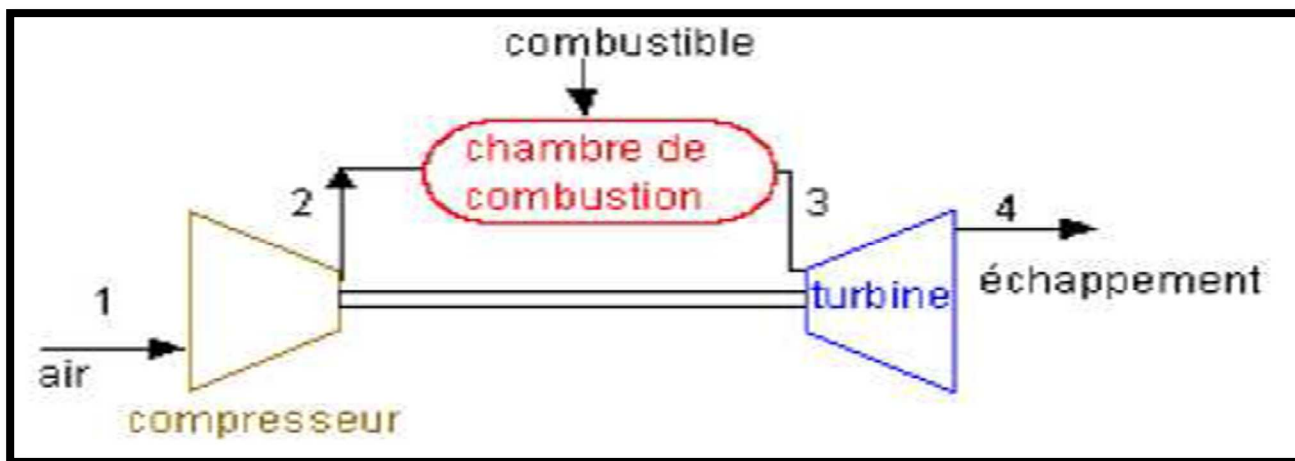 combustible
chambre de
combustion
2
3
4
échappement
turbine
1
air
compresseur